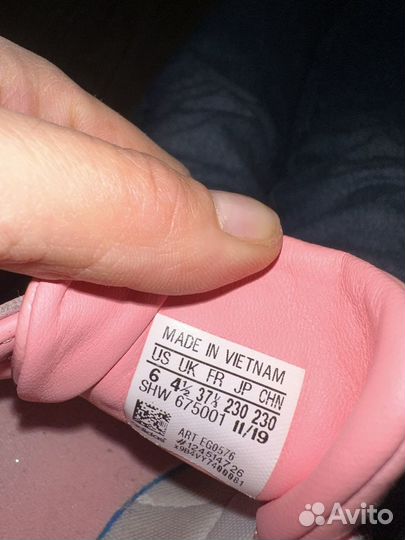 MADE IN VIETNAM
US UK FR JP CHN
6 4½ 37⅓ 230 230
SHW 675001 11/19
ART EG0576
#124514726
Avito